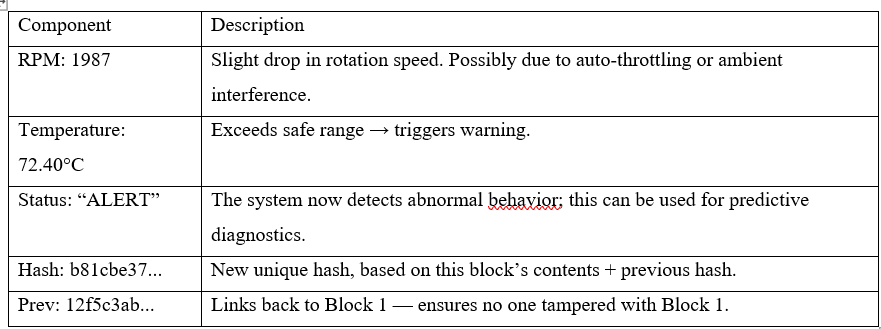 Component Description
RPM: 1987 Slight drop in rotation speed. Possibly due to auto-throttling or ambient
interference.
Temperature: Exceeds safe range → triggers warning.
72.40°C
Status: “ALERT” The system now detects abnormal behavior; this can be used for predictive
diagnostics.
Hash: b81cbe37... New unique hash, based on this block’s contents + previous hash.
Prev: 12f5c3ab... Links back to Block 1 — ensures no one tampered with Block 1.